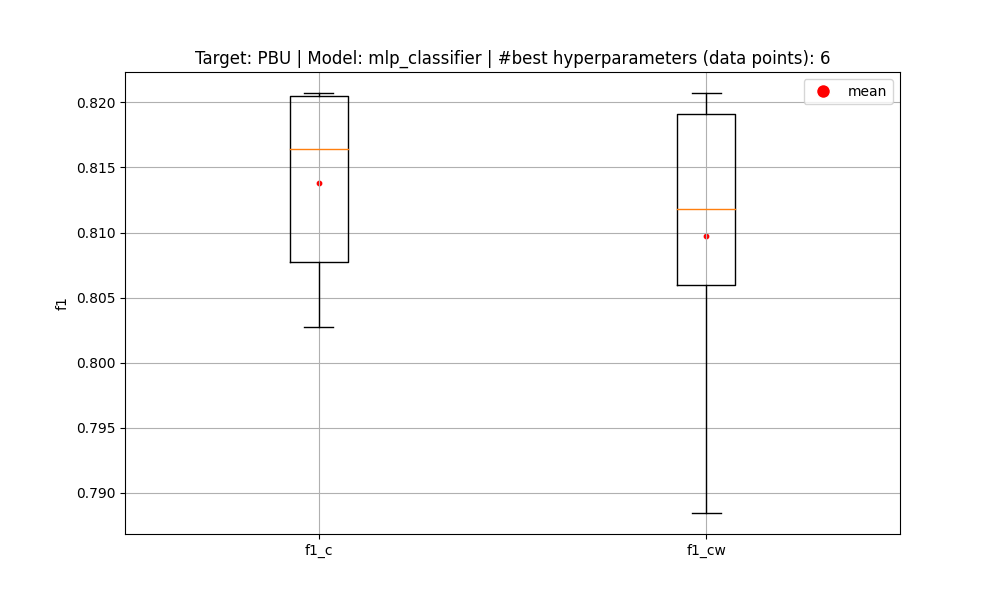 Target: PBU | Model: mlp_classifier | #best hyperparameters (data points): 6
mean
0.820
0.815
0.810
0.805
0.800
0.795
0.790
f1
f1_c
f1_cw